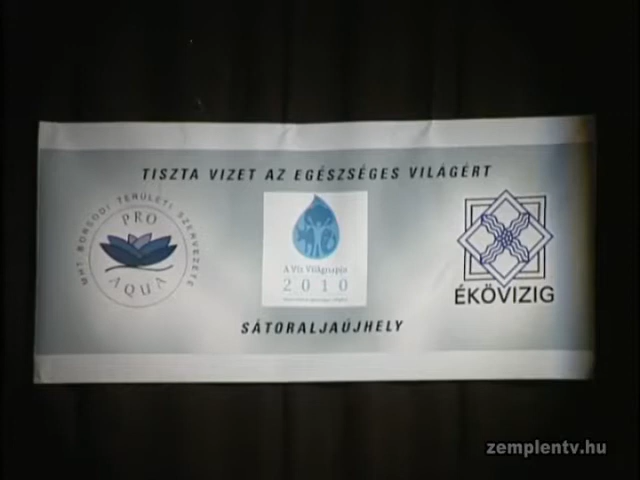 TISZTA VIZET AZ EGÉSZSÉGES VILÁGÉRT
MHT BORSODI TERÜLETI SZERVEZETE
PRO
AQUA
A Víz Világnapja
2010
ÉKÖVIZIG
SÁTORALJAÚJHELY
zemplentv.hu